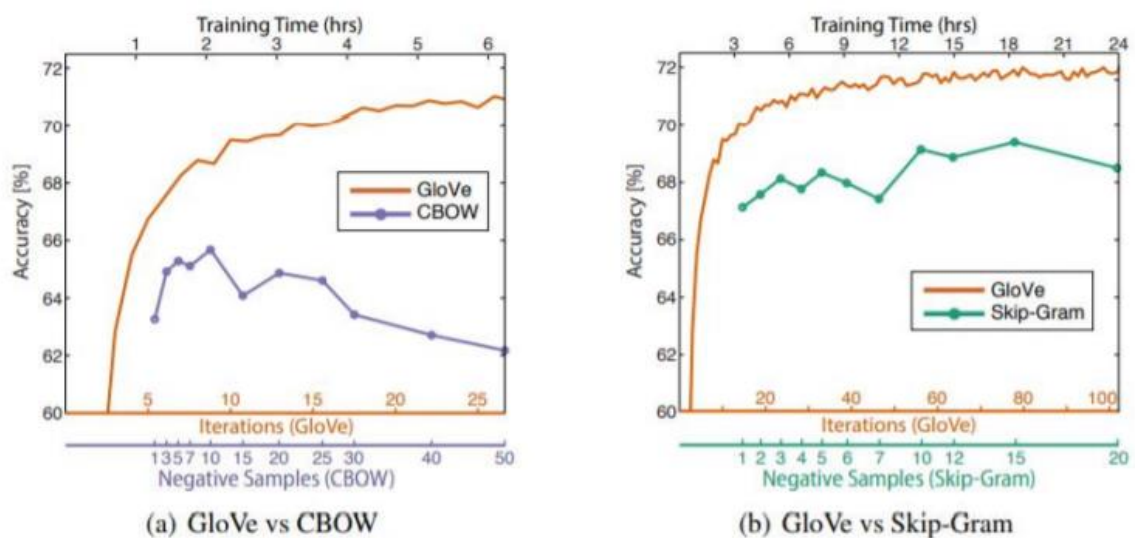 Training Time (hrs)
1 2 3 4 5 6
72
70
68
66
64
62
60
Accuracy [%]
GloVe
CBOW
5 10 15 20 25
Iterations (GloVe)
1 3 5 7 10 15 20 25 30 40 50
Negative Samples (CBOW)
(a) GloVe vs CBOW
Training Time (hrs)
3 6 9 12 15 18 21 24
72
70
68
66
64
62
60
Accuracy [%]
GloVe
Skip-Gram
20 40 60 80 100
Iterations (GloVe)
1 2 3 4 5 6 7 10 12 15 20
Negative Samples (Skip-Gram)
(b) GloVe vs Skip-Gram